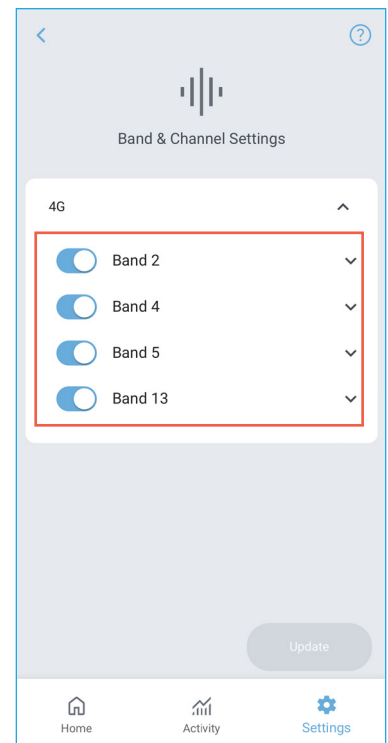 ?
Band & Channel Settings
4G
Band 2
Band 4
Band 5
Band 13
Update
Home Activity Settings